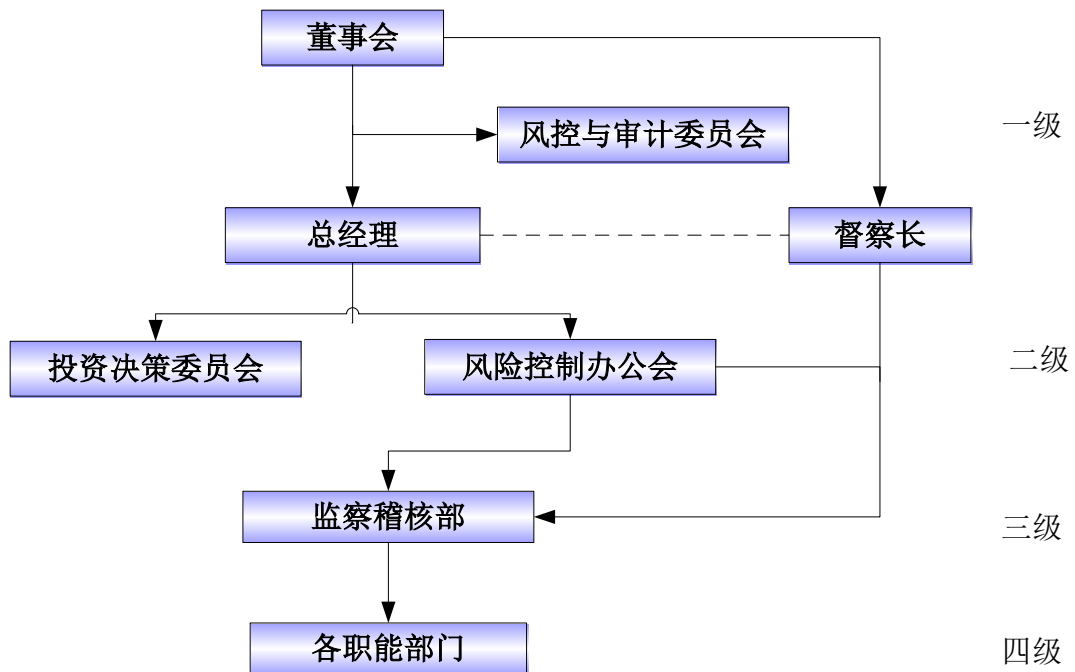 董事会
风控与审计委员会
一级
总经理
督察长
投资决策委员会
风险控制办公会
二级
监察稽核部
三级
各职能部门
四级